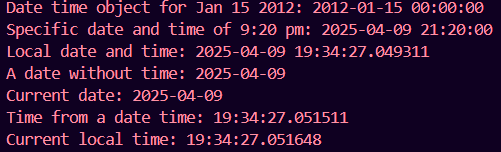 Date time object for Jan 15 2012: 2012-01-15 00:00:00
Specific date and time of 9:20 pm: 2025-04-09 21:20:00
Local date and time: 2025-04-09 19:34:27.049311
A date without time: 2025-04-09
Current date: 2025-04-09
Time from a date time: 19:34:27.051511
Current local time: 19:34:27.051648